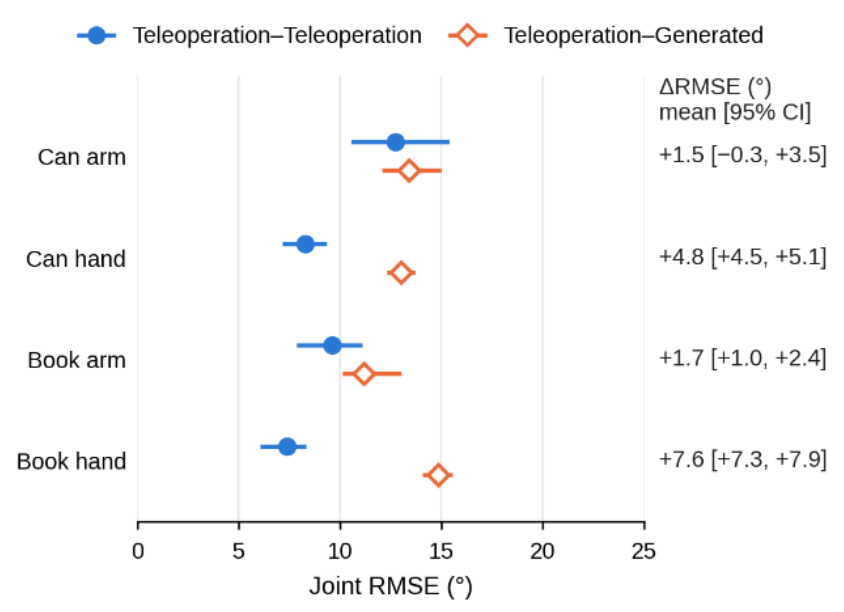 Teleoperation–Teleoperation Teleoperation–Generated
ΔRMSE (°)
mean [95% CI]
Can arm +1.5 [−0.3, +3.5]
Can hand +4.8 [+4.5, +5.1]
Book arm +1.7 [+1.0, +2.4]
Book hand +7.6 [+7.3, +7.9]
0 5 10 15 20 25
Joint RMSE (°)